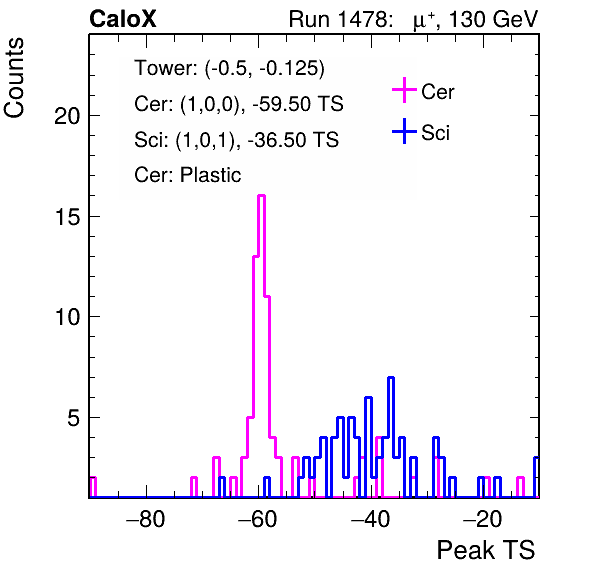 CaloX Run 1478: μ⁺, 130 GeV
Counts
Tower: (-0.5, -0.125)
Cer: (1,0,0), -59.50 TS
Sci: (1,0,1), -36.50 TS
Cer: Plastic
Cer
Sci
20
15
10
5
−80 −60 −40 −20
Peak TS